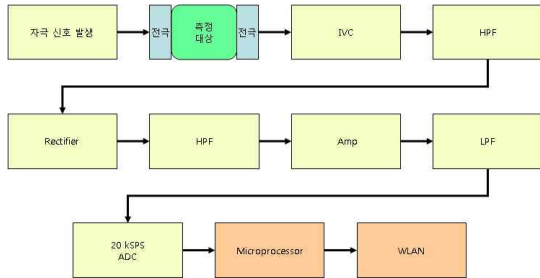 자극 신호 발생
전극
측정
대상
전극
IVC
HPF
Rectifier
HPF
Amp
LPF
20 kSPS
ADC
Microprocessor
WLAN